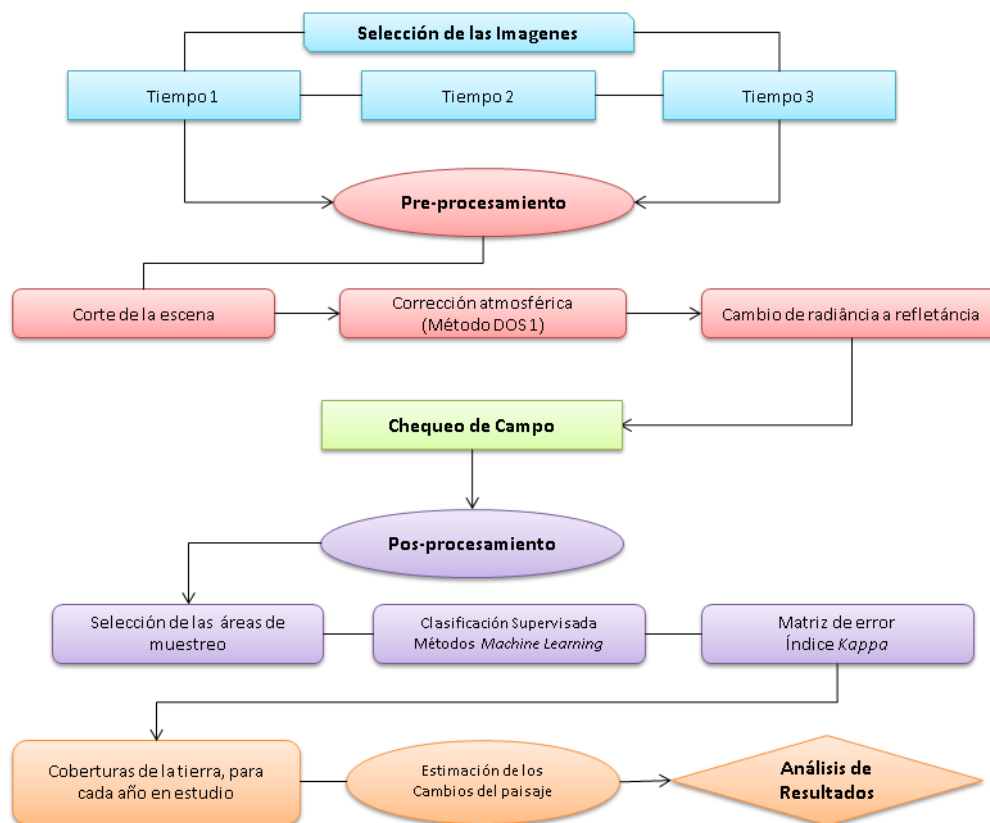 Selección de las Imagenes
Tiempo 1
Tiempo 2
Tiempo 3
Pre-procesamiento
Corte de la escena
Corrección atmosférica
(Método DOS 1)
Cambio de radiância a refletáncia
Chequeo de Campo
Pos-procesamiento
Selección de las áreas de
muestreo
Clasificación Supervisada
Métodos Machine Learning
Matriz de error
Índice Kappa
Coberturas de la tierra, para
cada año en estudio
Estimación de los
Cambios del paisaje
Análisis de
Resultados